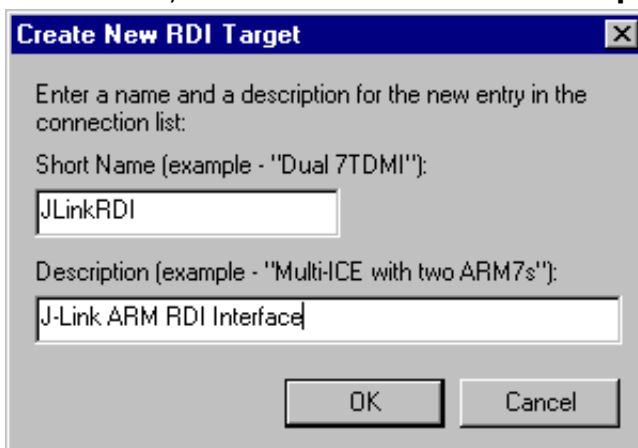 Create New RDI Target
Enter a name and a description for the new entry in the
connection list:
Short Name (example - "Dual 7TDMI"):
JLinkRDI
Description (example - "Multi-ICE with two ARM7s"):
J-Link ARM RDI Interface
OK
Cancel